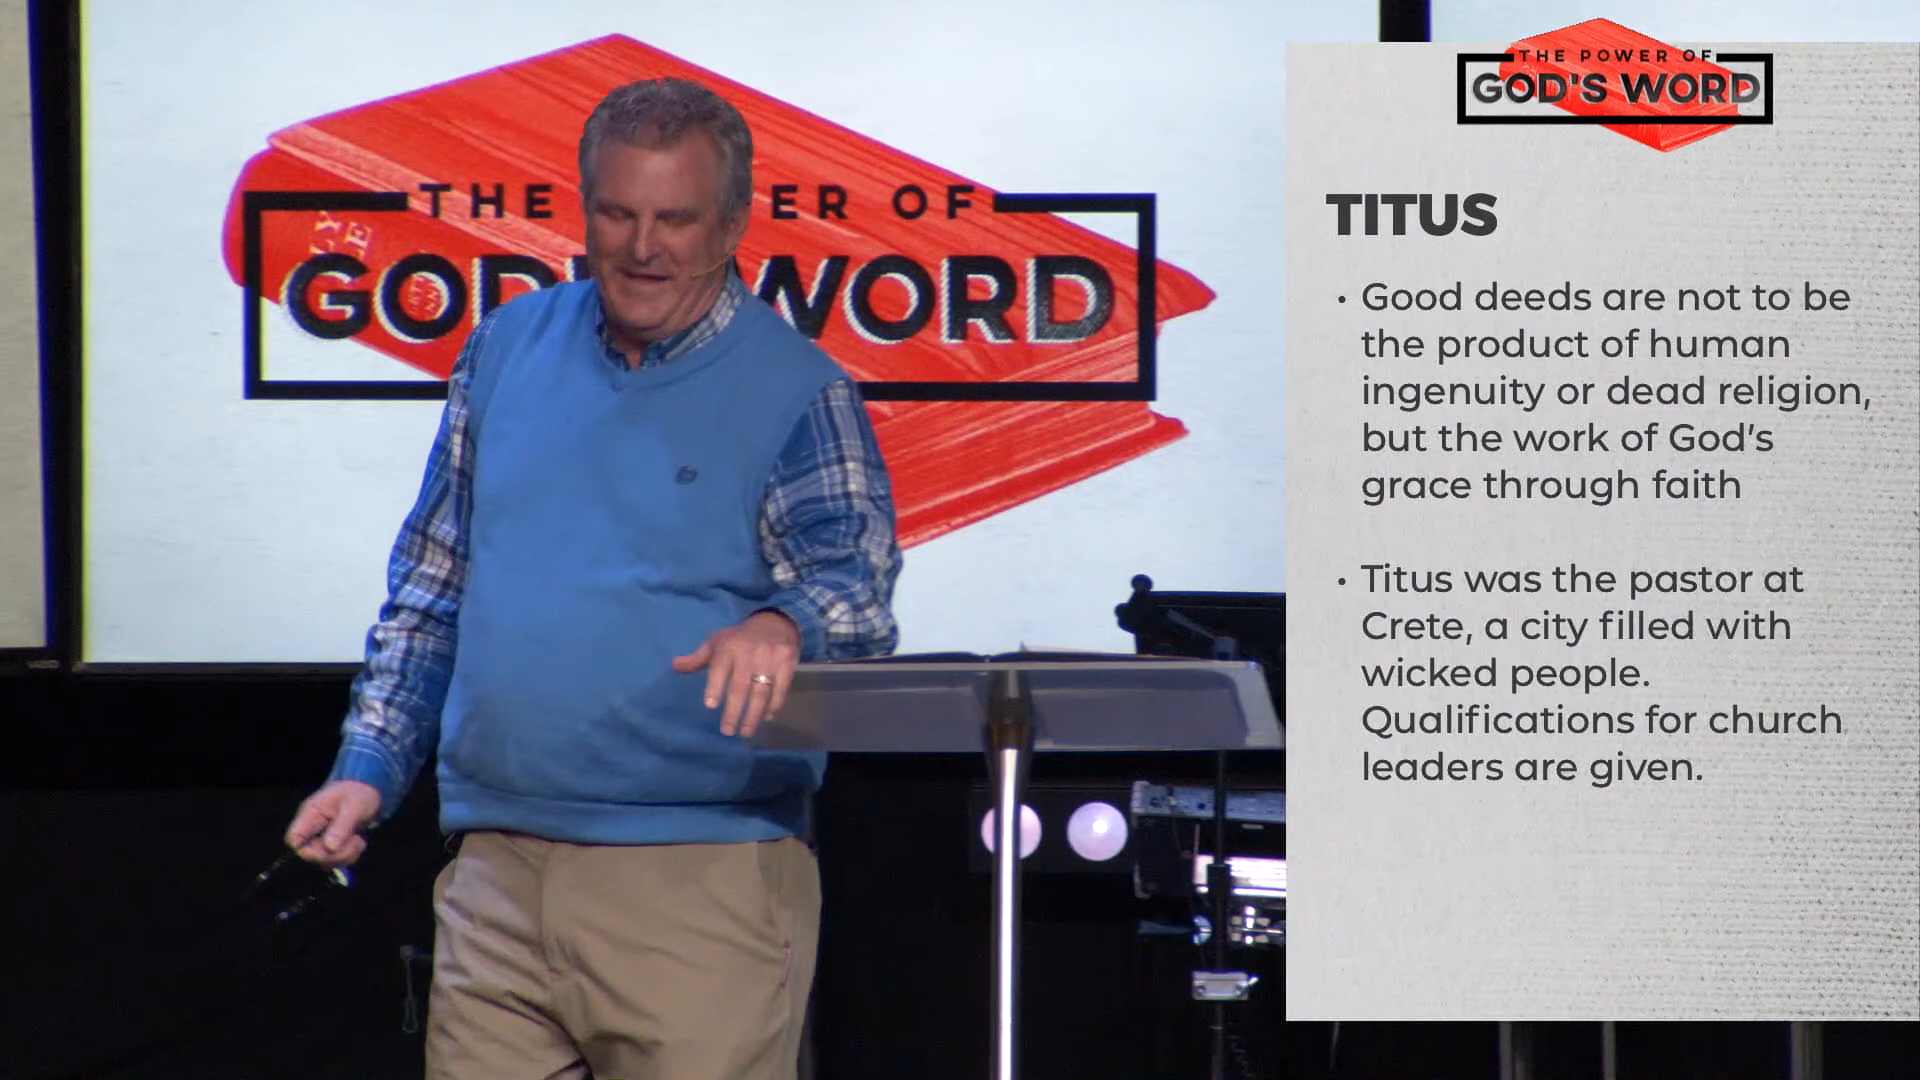 THE POWER OF
GOD'S WORD
THE ER OF
GOD' WORD
TITUS
• Good deeds are not to be
the product of human
ingenuity or dead religion,
but the work of God's
grace through faith
• Titus was the pastor at
Crete, a city filled with
wicked people.
Qualifications for church
leaders are given.
VIZIO